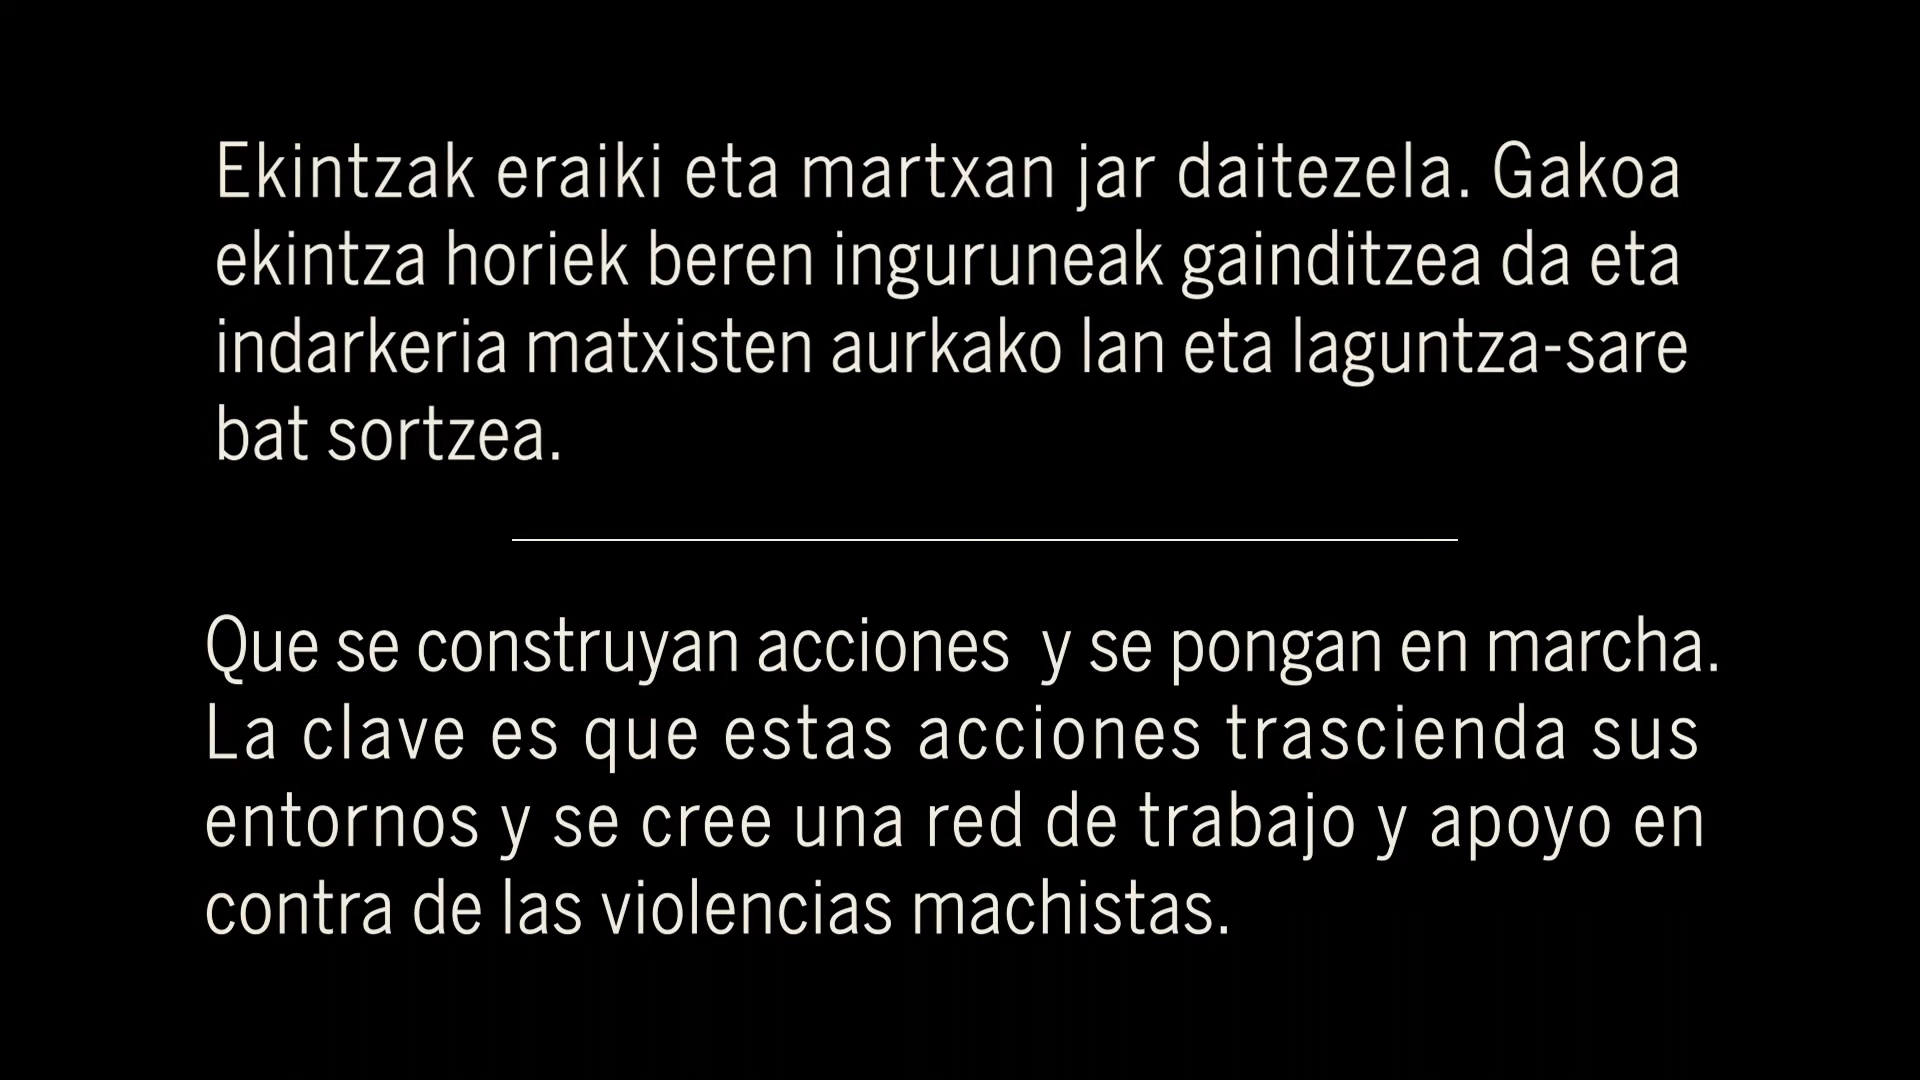 Ekintzak eraiki eta martxan jar daitezela. Gakoa
ekintza horiek beren inguruneak gainditzea da eta
indarkeria matxisten aurkako lan eta laguntza-sare
bat sortzea.
Que se construyan acciones  y se pongan en marcha.
La clave es que estas acciones trascienda sus
entornos y se cree una red de trabajo y apoyo en
contra de las violencias machistas.